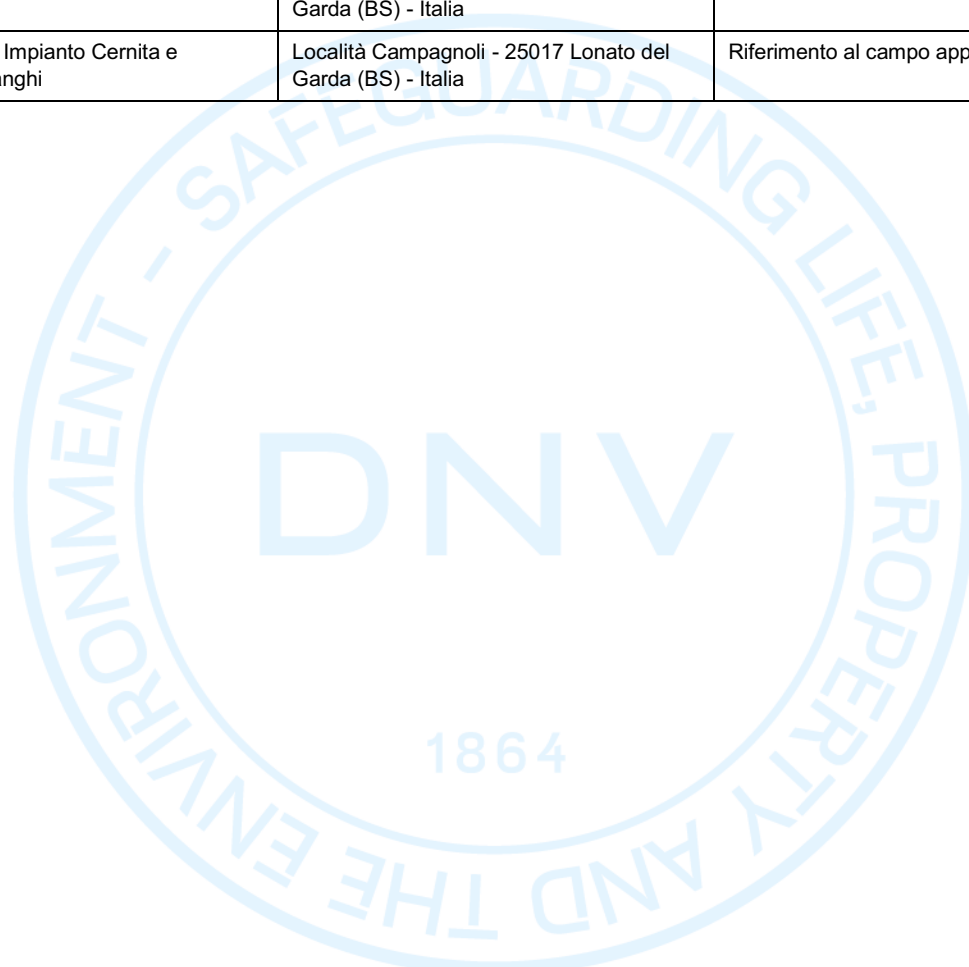 Garda (BS) - Italia
Impianto Cernita e
anghi
Località Campagnoli - 25017 Lonato del
Garda (BS) - Italia
Riferimento al campo app
SAFEGUARDING LIFE, PROPERTY AND THE ENVIRONMENT -
DNV
1864